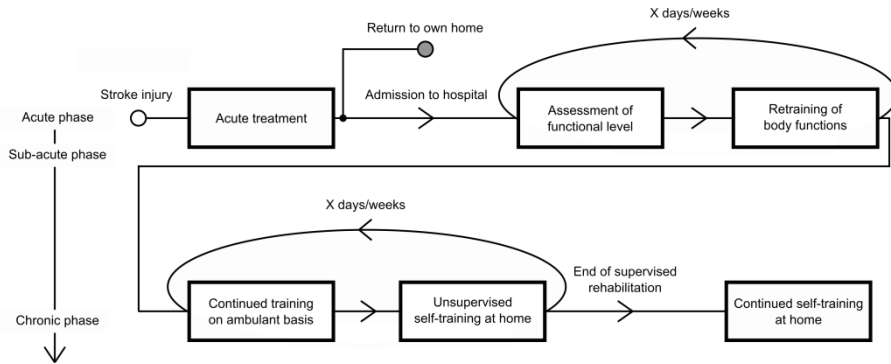 X days/weeks
Return to own home
Stroke injury
Admission to hospital
Acute phase
Acute treatment
Assessment of
functional level
Retraining of
body functions
Sub-acute phase
X days/weeks
End of supervised
rehabilitation
Chronic phase
Continued training
on ambulant basis
Unsupervised
self-training at home
Continued self-training
at home